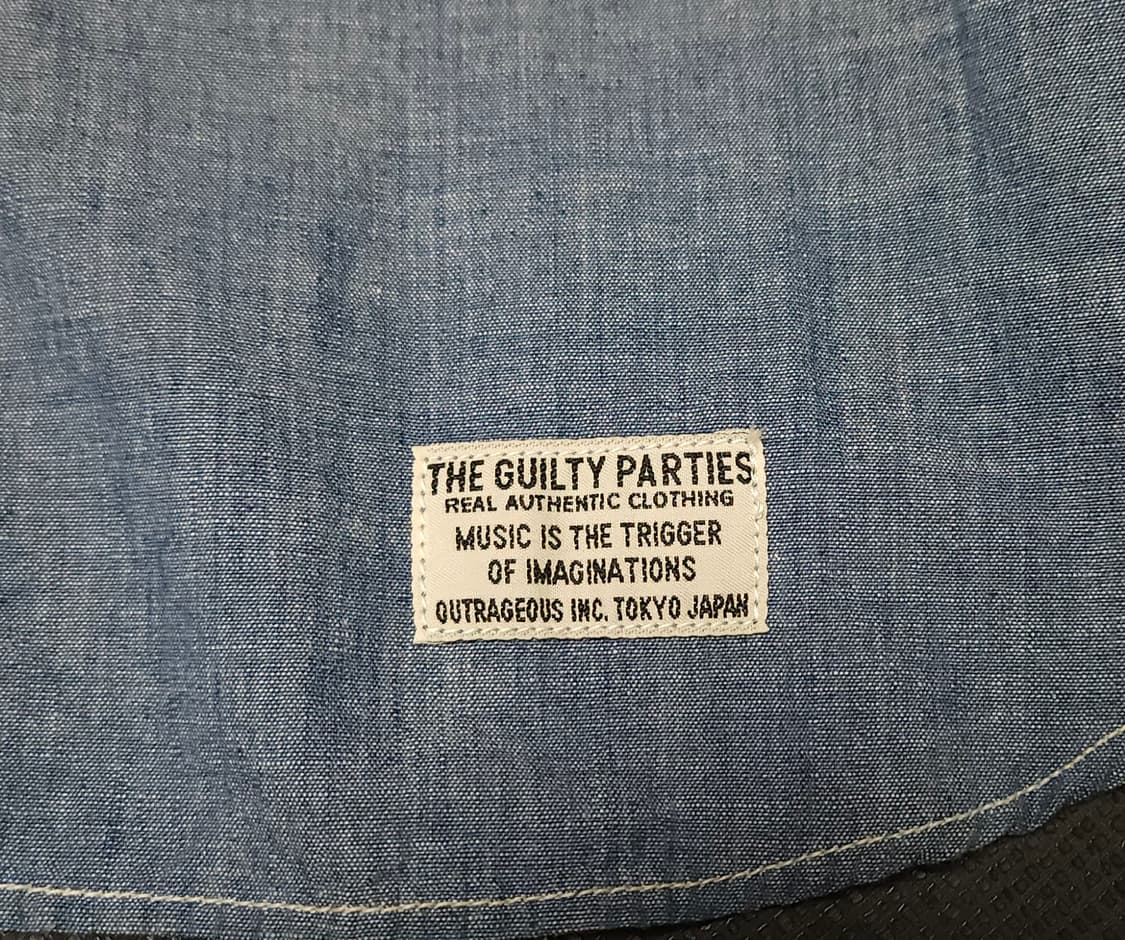 THE GUILTY PARTIES
REAL AUTHENTIC CLOTHING
MUSIC IS THE TRIGGER
OF IMAGINATIONS
OUTRAGEOUS INC. TOKYO JAPAN